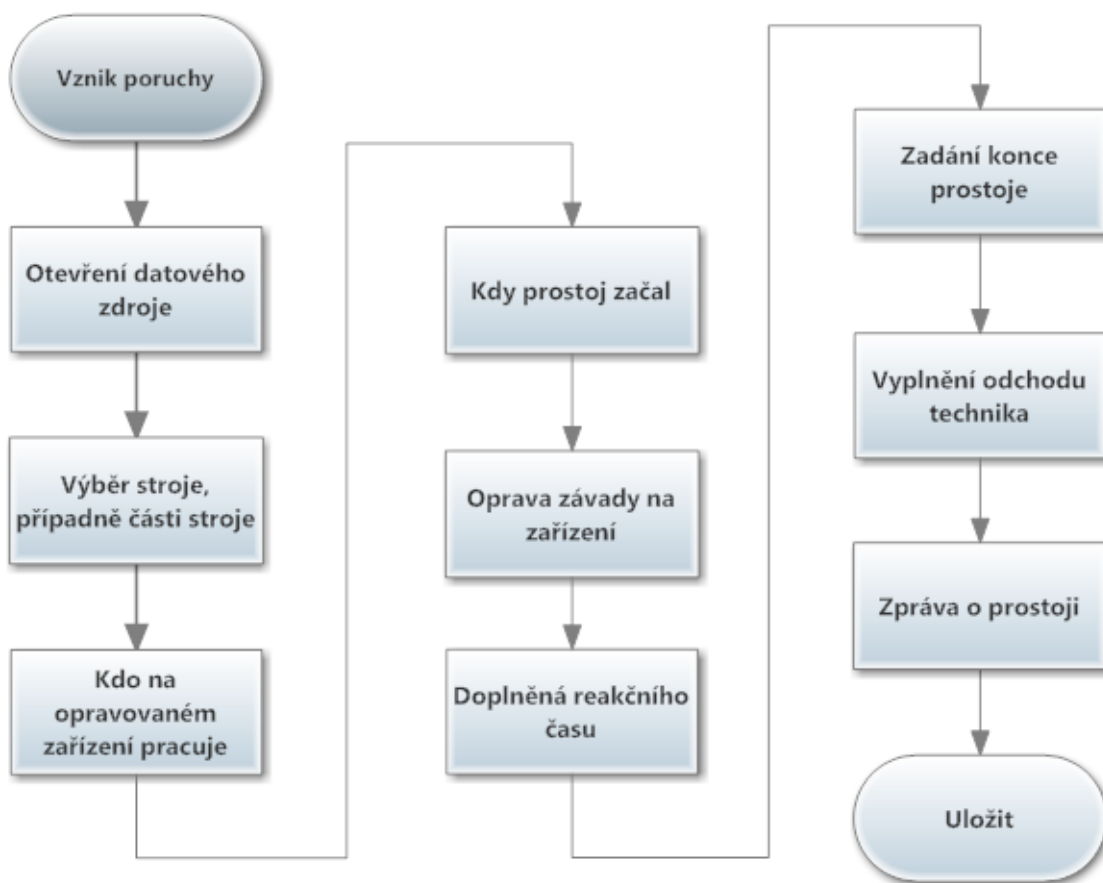 Vznik poruchy
Otevření datového
zdroje
Výběr stroje,
případně části stroje
Kdo na
opravovaném
zařízení pracuje
Kdy prostoj začal
Oprava závady na
zařízení
Doplněná reakčního
času
Zadání konce
prostoje
Vyplnění odchodu
technika
Zpráva o prostoji
Uložit